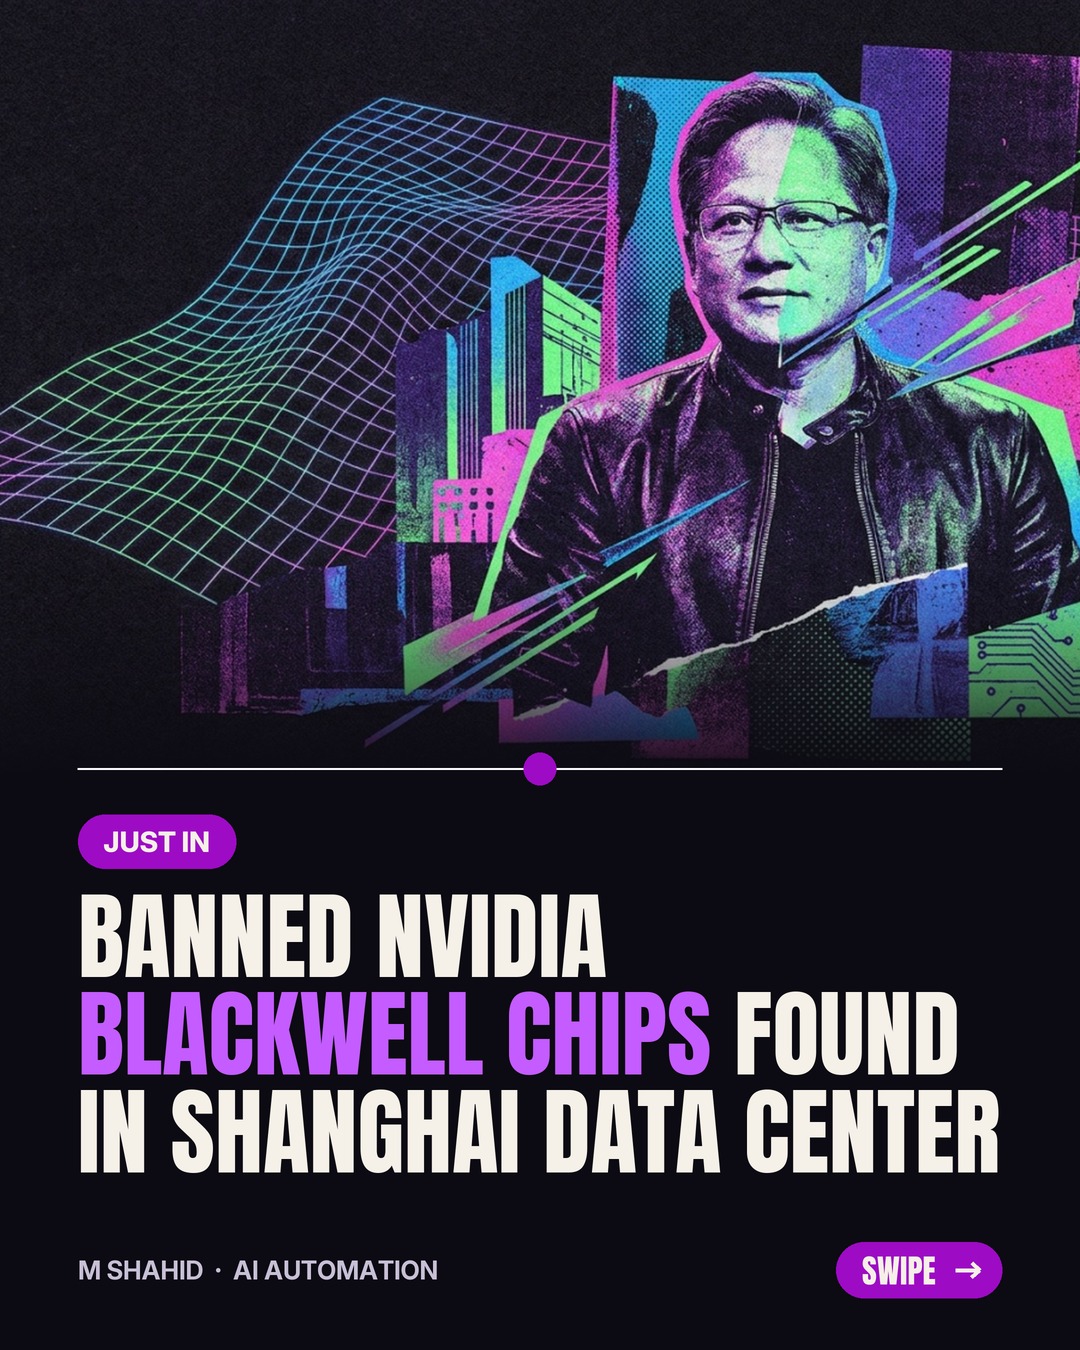 JUST IN
BANNED NVIDIA
BLACKWELL CHIPS FOUND
IN SHANGHAI DATA CENTER
M SHAHID · AI AUTOMATION
SWIPE →